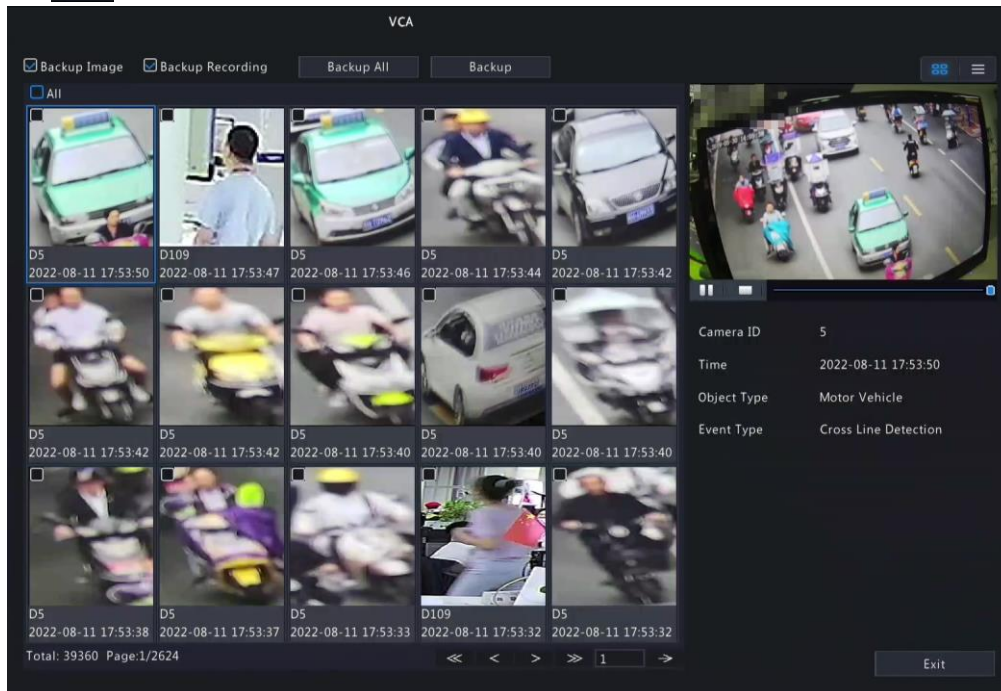 VCA
Backup Image Backup Recording Backup All Backup
All
D5 D109 D5 D5 D5
2022-08-11 17:53:50 2022-08-11 17:53:47 2022-08-11 17:53:46 2022-08-11 17:53:44 2022-08-11 17:53:42
D5 D5 D5 D5 D5
2022-08-11 17:53:42 2022-08-11 17:53:42 2022-08-11 17:53:42 2022-08-11 17:53:40 2022-08-11 17:53:40
D5 D5 D5 D109 D5
2022-08-11 17:53:38 2022-08-11 17:53:37 2022-08-11 17:53:33 2022-08-11 17:53:32 2022-08-11 17:53:32
Total: 39360 Page:1/2624 1
Camera ID 5
Time 2022-08-11 17:53:50
Object Type Motor Vehicle
Event Type Cross Line Detection
Exit